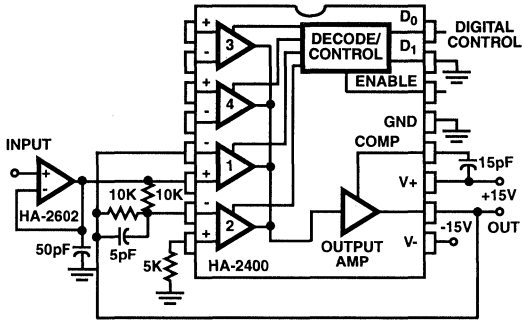 +
-
+
-
-
+
-
+
3
4
1
2
DECODE/
CONTROL
D0
D1
ENABLE
GND
COMP
V+
V-
OUTPUT
AMP
HA-2400
DIGITAL
CONTROL
15pF
+15V
OUT
-15V
INPUT
+
-
HA-2602
10K
10K
50pF
5pF
5K